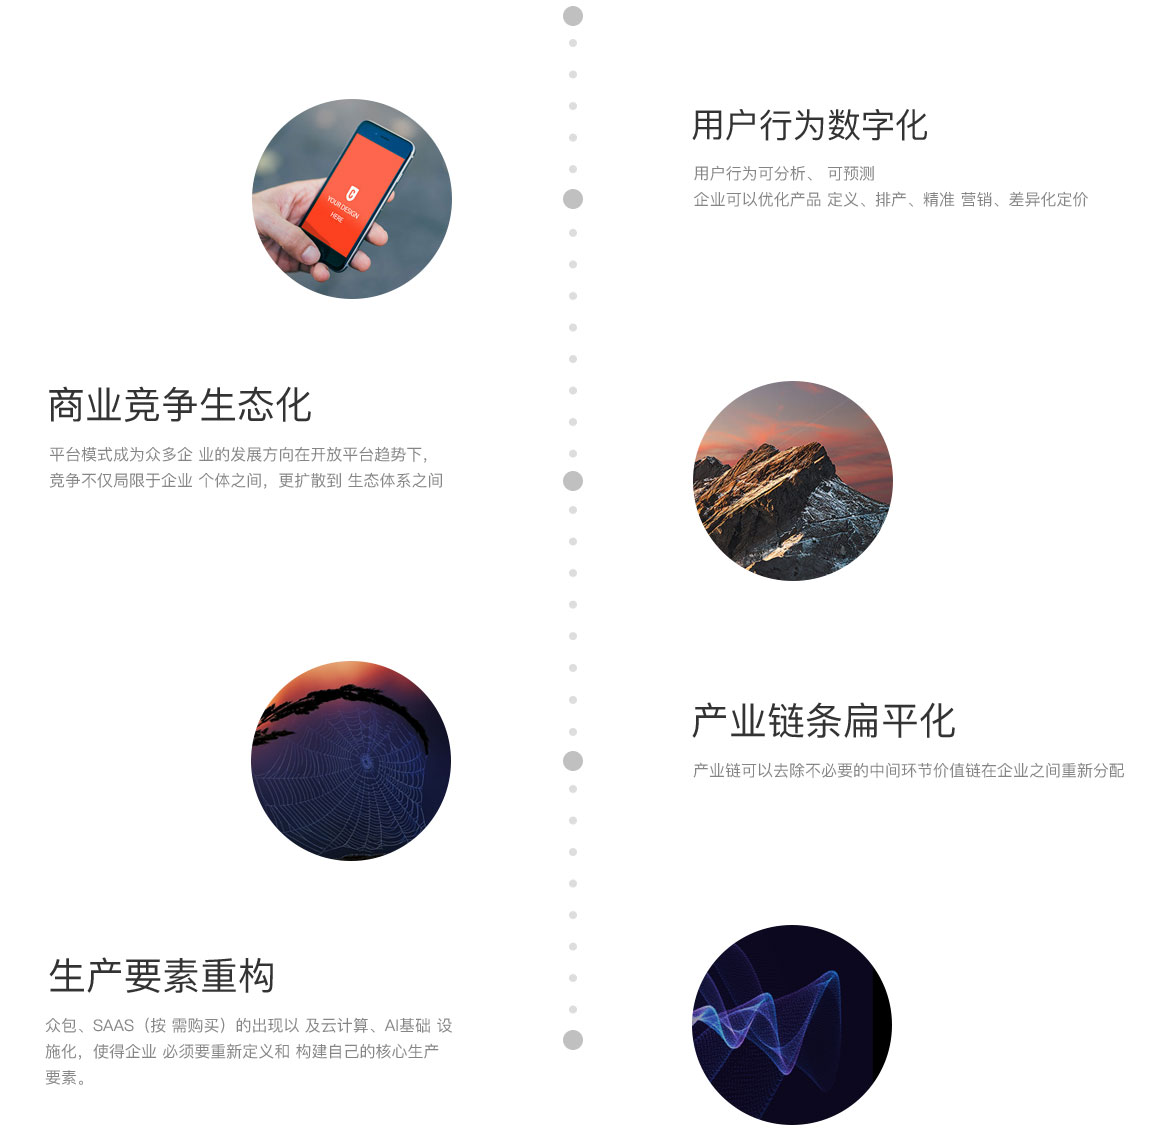 YOUR DESIGN
HERE
用户行为数字化
用户行为可分析、 可预测
企业可以优化产品 定义、排产、精准 营销、差异化定价
商业竞争生态化
平台模式成为众多企 业的发展方向在开放平台趋势下,
竞争不仅局限于企业 个体之间, 更扩散到 生态体系之间
产业链条扁平化
产业链可以去除不必要的中间环节价值链在企业之间重新分配
生产要素重构
众包、SAAS（按 需购买）的出现以 及云计算、AI基础 设
施化, 使得企业 必须要重新定义和 构建自己的核心生产
要素。